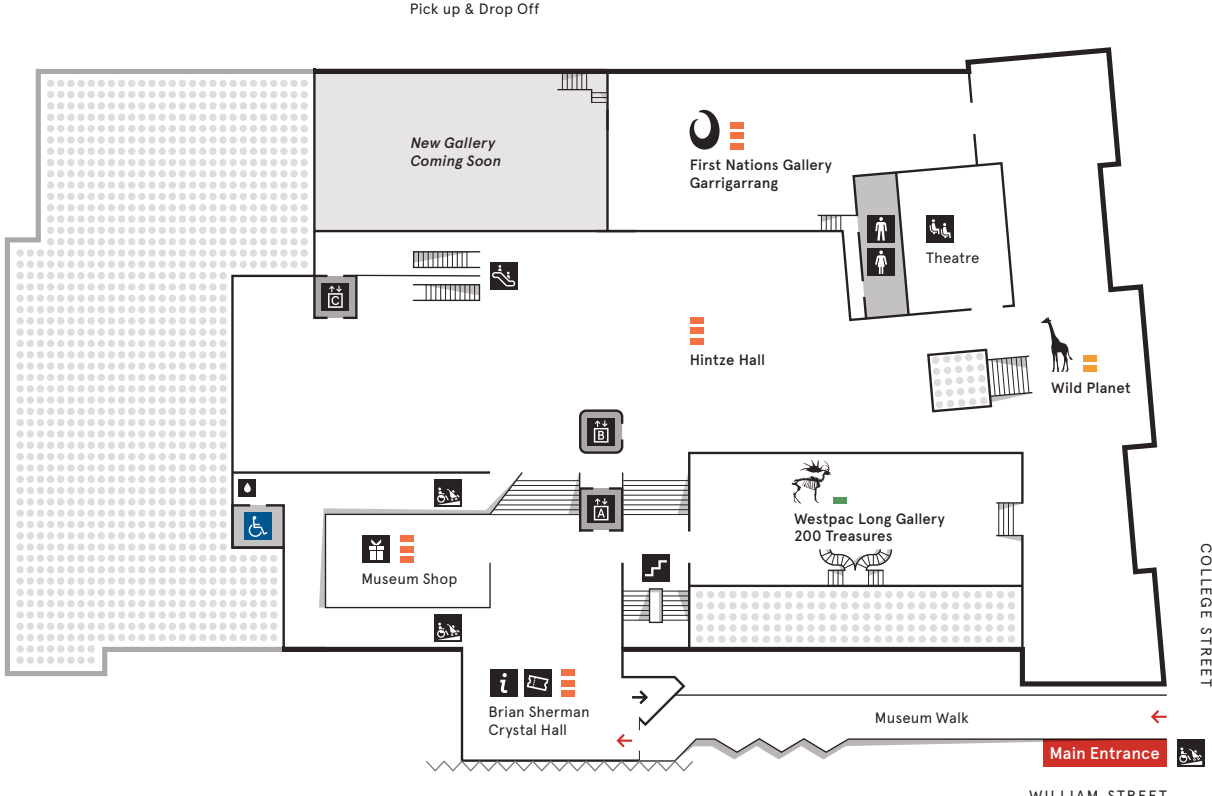 Pick up & Drop Off
New Gallery
Coming Soon
First Nations Gallery
Garrigarrang
Theatre
C
Hintze Hall
Wild Planet
B
A
Westpac Long Gallery
200 Treasures
Museum Shop
COLLEGE STREET
i
Brian Sherman
Crystal Hall
Museum Walk
Main Entrance
WILLIAM STREET